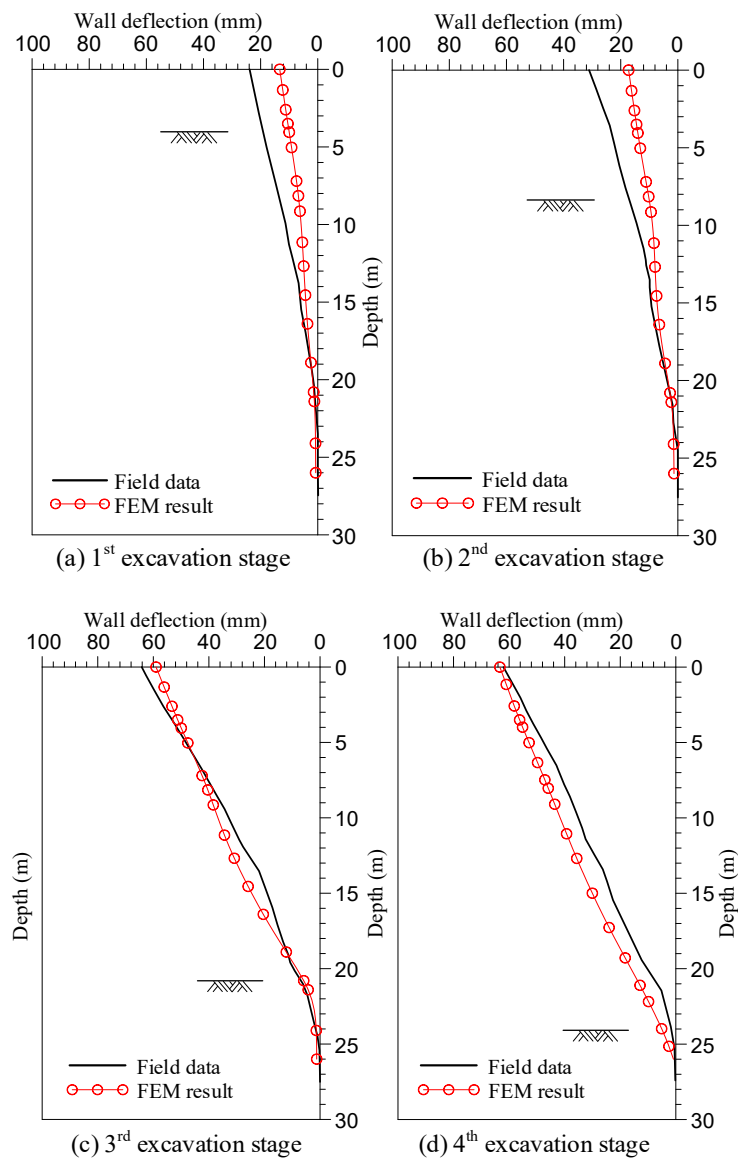 Wall deflection (mm)
100 80 60 40 20 0
0
5
10
15
20
25
30
Depth (m)
Field data
FEM result
(a) 1st excavation stage
Wall deflection (mm)
100 80 60 40 20 0
0
5
10
15
20
25
30
Depth (m)
Field data
FEM result
(b) 2nd excavation stage
Wall deflection (mm)
100 80 60 40 20 0
0
5
10
15
20
25
30
Depth (m)
Field data
FEM result
(c) 3rd excavation stage
Wall deflection (mm)
100 80 60 40 20 0
0
5
10
15
20
25
30
Depth (m)
Field data
FEM result
(d) 4th excavation stage